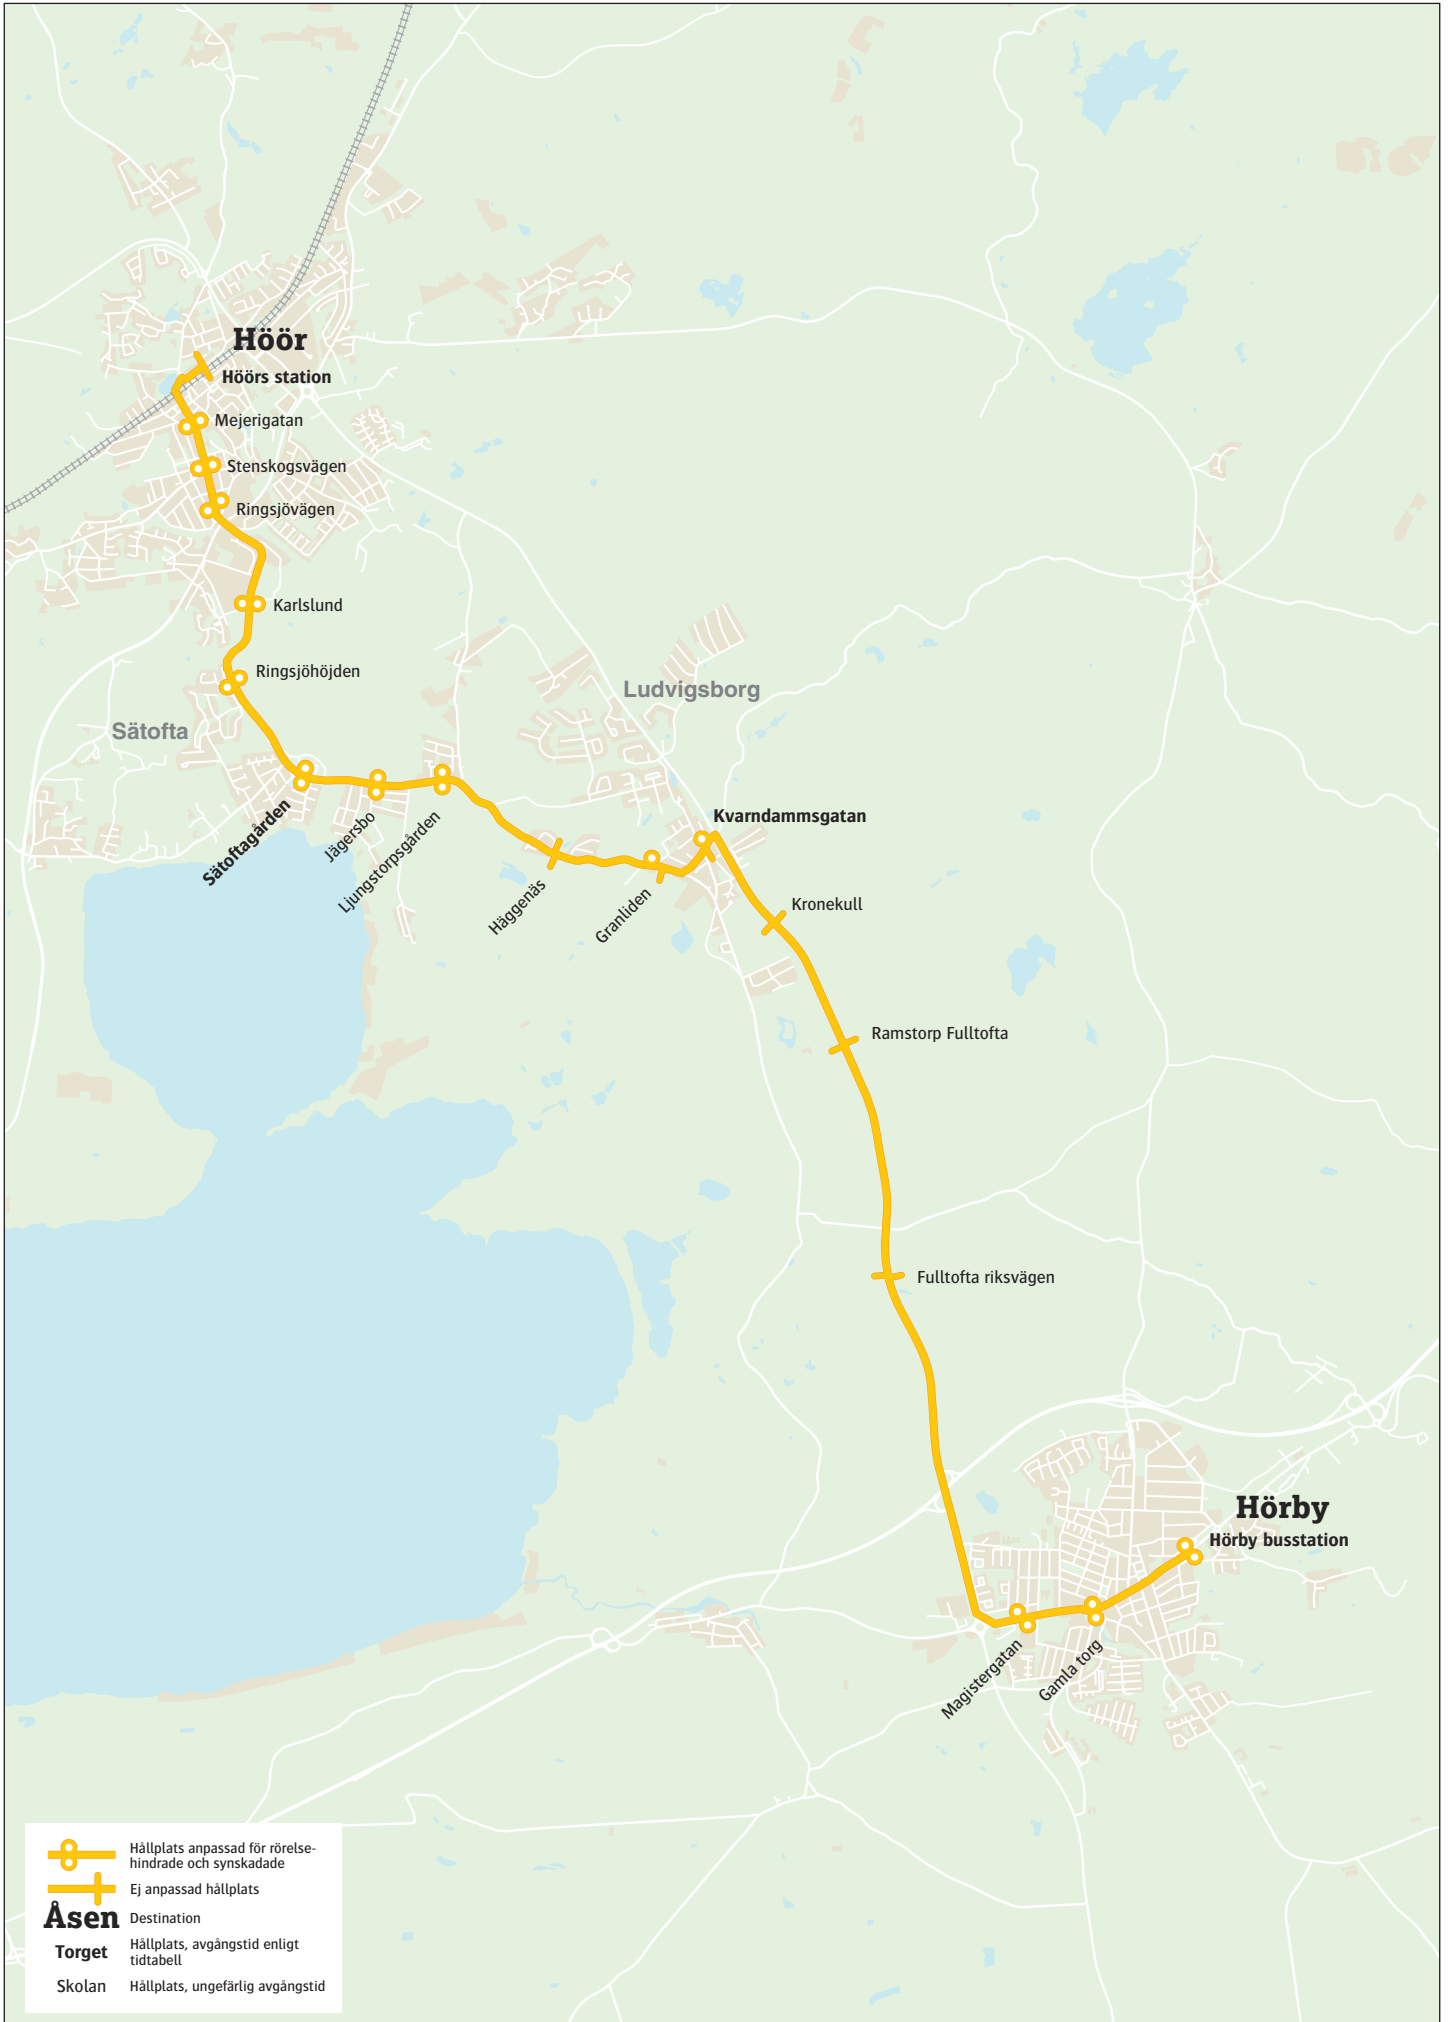 Höör
Höörs station
Mejerigatan
Stenskogsvägen
Ringsjövägen
Karlslund
Ringsjöhöjden
Ludvigsborg
Sätofta
Sätoftagården
Jägersbo
Ljungstorpsgården
Häggenäs
Granliden
Kvarndammsgatan
Kronekull
Ramstorp Fulltofta
Fulltofta riksvägen
Hörby
Hörby busstation
Magistergatan
Gamla torg
Hållplats anpassad för rörelse-
hindrade och synskadade
Ej anpassad hållplats
Åsen Destination
Torget Hållplats, avgångstid enligt
tidtabell
Skolan Hållplats, ungefärlig avgångstid